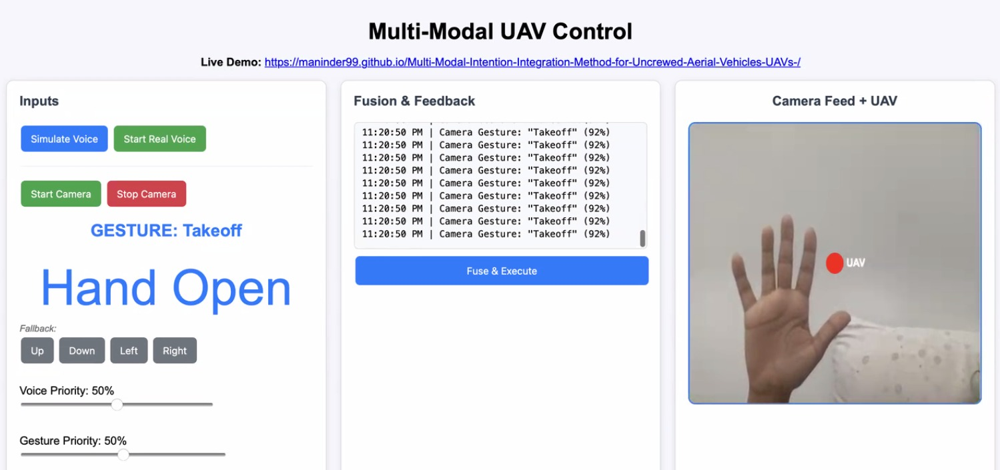 Multi-Modal UAV Control
Live Demo: https://maninder99.github.io/Multi-Modal-Intention-Integration-Method-for-Uncrewed-Aerial-Vehicles-UAVs-/
Inputs
Simulate Voice
Start Real Voice
Start Camera
Stop Camera
GESTURE: Takeoff
Hand Open
Fallback:
Up
Down
Left
Right
Voice Priority: 50%
Gesture Priority: 50%
Fusion & Feedback
11:20:50 PM | Camera Gesture: "Takeoff" (92%)
11:20:50 PM | Camera Gesture: "Takeoff" (92%)
11:20:50 PM | Camera Gesture: "Takeoff" (92%)
11:20:50 PM | Camera Gesture: "Takeoff" (92%)
11:20:50 PM | Camera Gesture: "Takeoff" (92%)
11:20:50 PM | Camera Gesture: "Takeoff" (92%)
11:20:50 PM | Camera Gesture: "Takeoff" (92%)
11:20:50 PM | Camera Gesture: "Takeoff" (92%)
11:20:50 PM | Camera Gesture: "Takeoff" (92%)
Fuse & Execute
Camera Feed + UAV
UAV